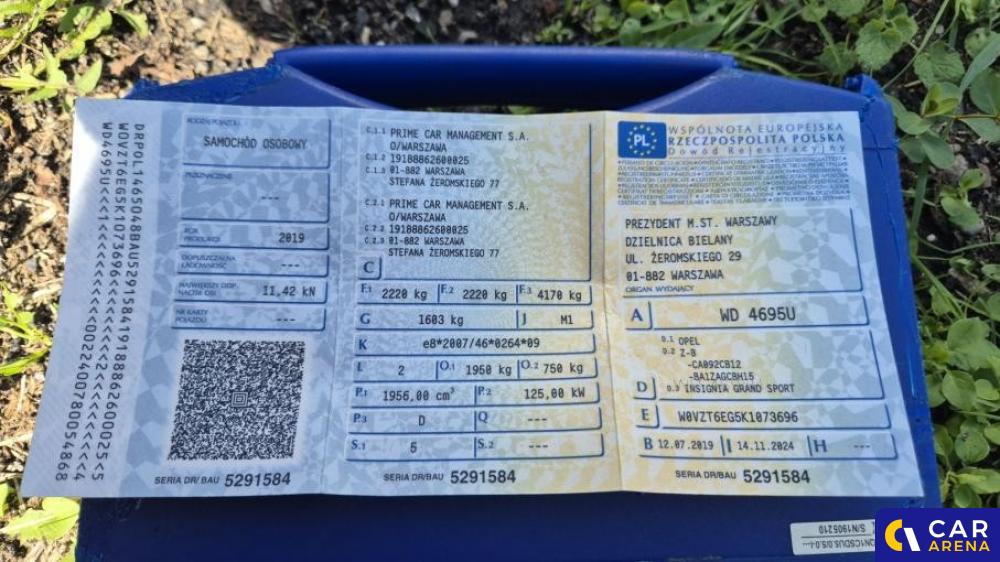 DRPOL1465048BAU529158419188862600025<5
W0VZT6EG5K1073696<<<<<<<<<<<<<<<<<<<4
WD4695U<<<1<<<<<<<<<<0022400780054868
RODZAJ POJAZDU
SAMOCHÓD OSOBOWY
PRZEZNACZENIE
---
ROK PRODUKCJI 2019
DOPUSZCZALNA ŁADOWNOŚĆ ---
NAJWIĘKSZY DOP. NACISK OSI 11,42 kN
NR KARTY POJAZDU ---
SERIA DR/BAU 5291584
C.1.1 PRIME CAR MANAGEMENT S.A.
O/WARSZAWA
C.1.2 19188862600025
C.1.3 01-882 WARSZAWA
STEFANA ŻEROMSKIEGO 77
C.2.1 PRIME CAR MANAGEMENT S.A.
O/WARSZAWA
C.2.2 19188862600025
C.2.3 01-882 WARSZAWA
STEFANA ŻEROMSKIEGO 77
C
F.1 2220 kg F.2 2220 kg F.3 4170 kg
G 1603 kg J M1
K e8*2007/46*0264*09
L 2 O.1 1950 kg O.2 750 kg
P.1 1956,00 cm³ P.2 125,00 kW
P.3 D Q ---
S.1 5 S.2 ---
SERIA DR/BAU 5291584
PL
WSPÓLNOTA EUROPEJSKA
RZECZPOSPOLITA POLSKA
Dowód Rejestracyjny
PREZYDENT M.ST. WARSZAWY
DZIELNICA BIELANY
UL. ŻEROMSKIEGO 29
01-882 WARSZAWA
ORGAN WYDAJĄCY
A WD 4695U
D.1 OPEL
D.2 Z-B
-CA092CB12
-BA1ZAGCBH15
D D.3 INSIGNIA GRAND SPORT
E W0VZT6EG5K1073696
B 12.07.2019 I 14.11.2024 H ---
SERIA DR/BAU 5291584
S/N1905210
CAR
ARENA